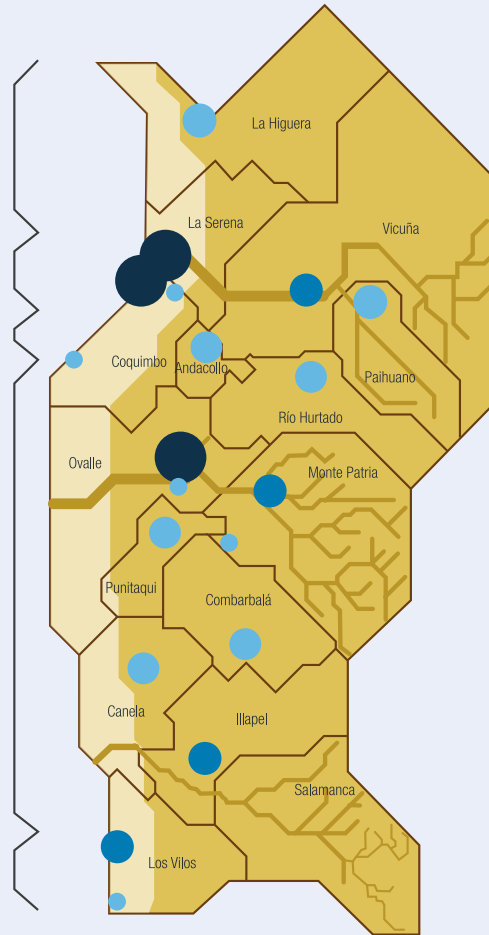 La Higuera
La Serena
Vicuña
Coquimbo
Andacollo
Paihuano
Río Hurtado
Ovalle
Monte Patria
Punitaqui
Combarbalá
Canela
Illapel
Salamanca
Los Vilos